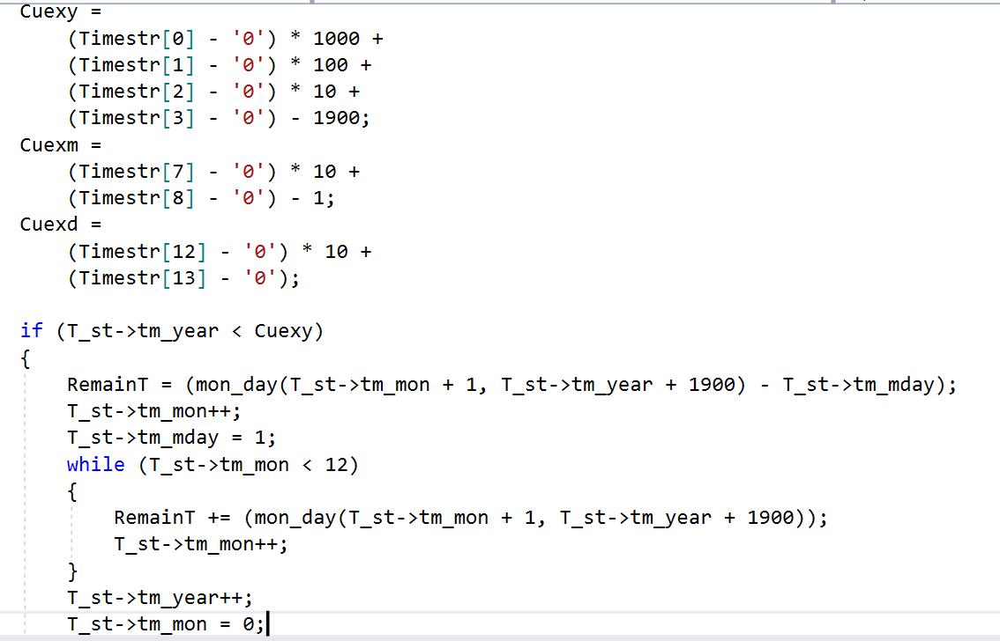 Cuexy =
    (Timestr[0] - '0') * 1000 +
    (Timestr[1] - '0') * 100 +
    (Timestr[2] - '0') * 10 +
    (Timestr[3] - '0') - 1900;
Cuexm =
    (Timestr[7] - '0') * 10 +
    (Timestr[8] - '0') - 1;
Cuexd =
    (Timestr[12] - '0') * 10 +
    (Timestr[13] - '0');

if (T_st->tm_year < Cuexy)
{
    RemainT = (mon_day(T_st->tm_mon + 1, T_st->tm_year + 1900) - T_st->tm_mday);
    T_st->tm_mon++;
    T_st->tm_mday = 1;
    while (T_st->tm_mon < 12)
    {
        RemainT += (mon_day(T_st->tm_mon + 1, T_st->tm_year + 1900));
        T_st->tm_mon++;
    }
    T_st->tm_year++;
    T_st->tm_mon = 0;